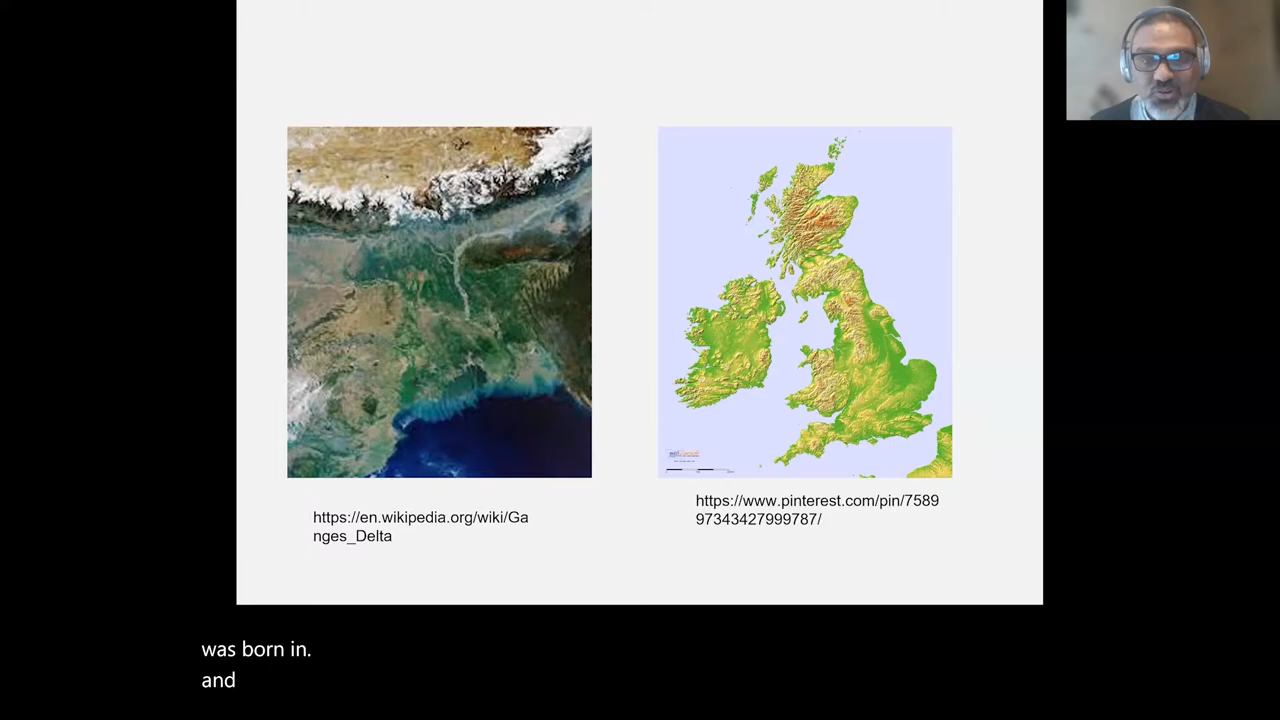 https://en.wikipedia.org/wiki/Ga
nges_Delta
https://www.pinterest.com/pin/7589
97343427999787/
was born in.
and